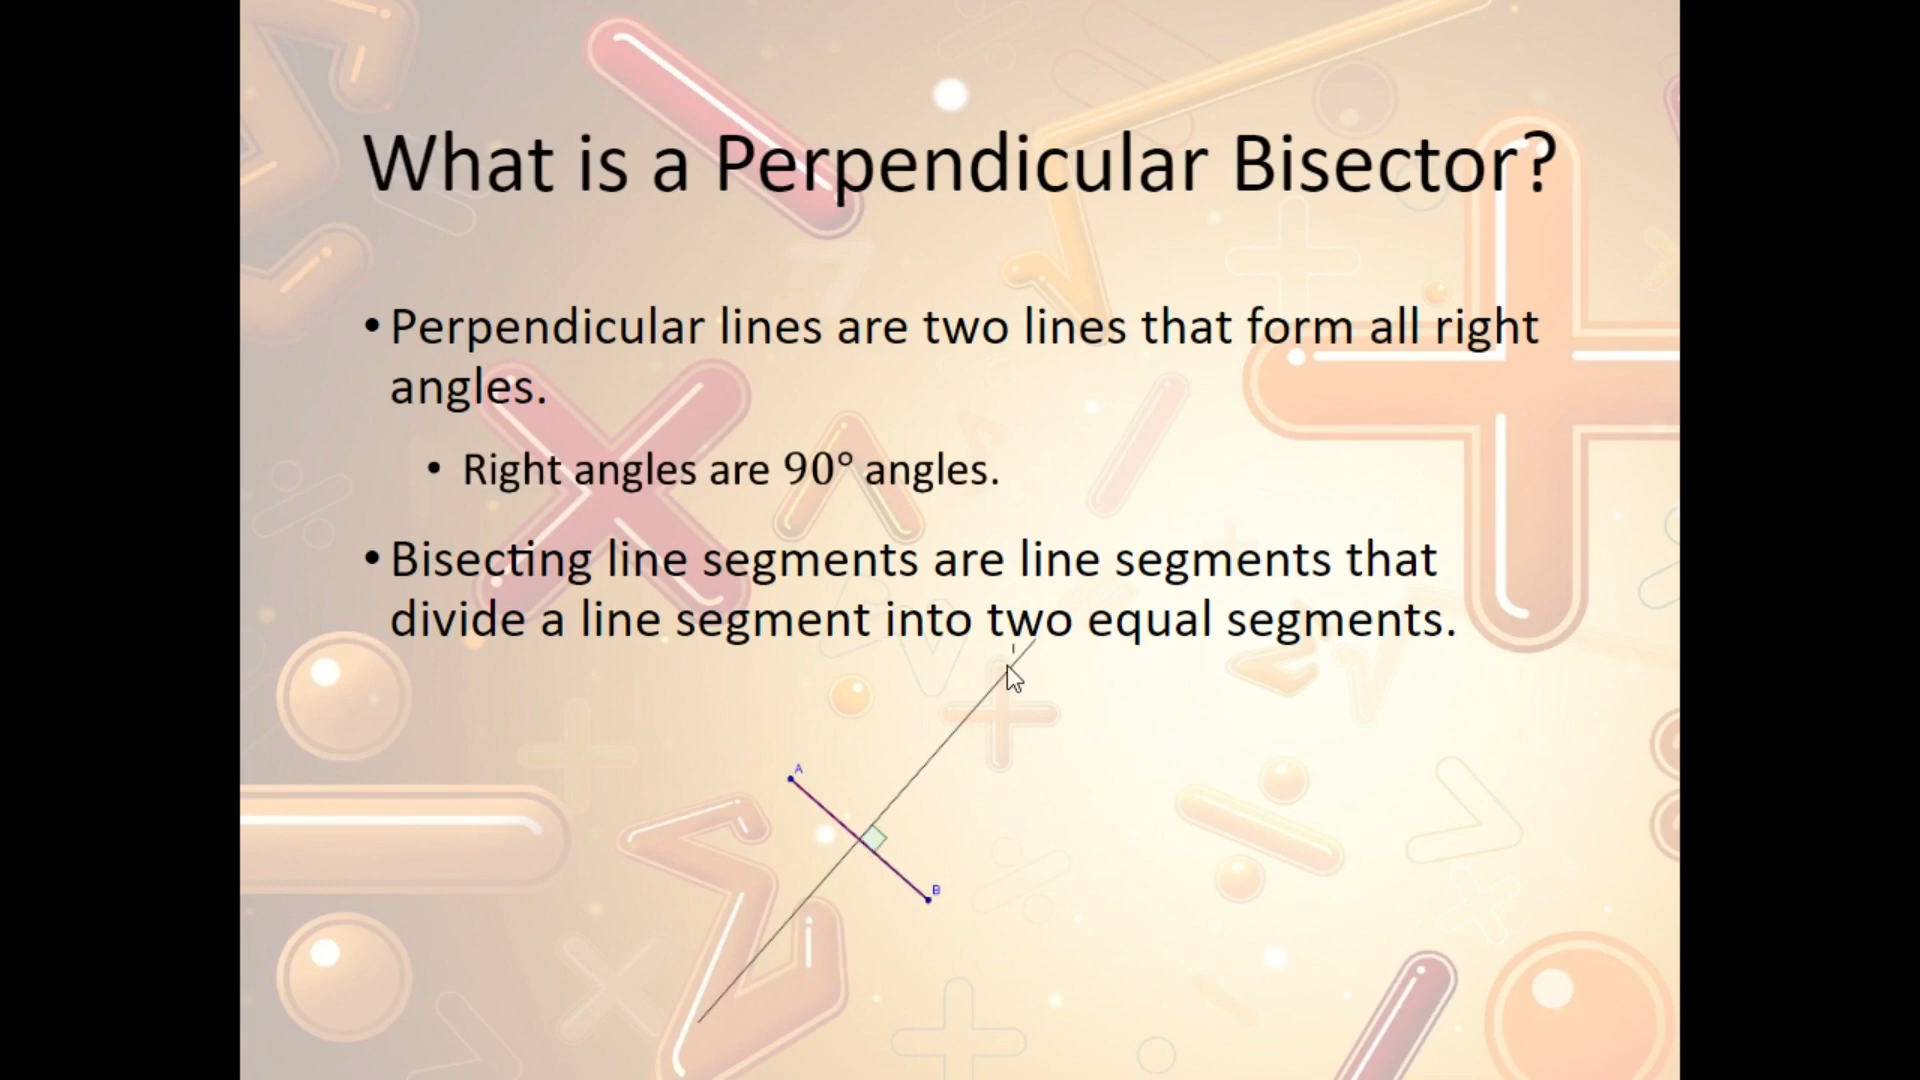 What is a Perpendicular Bisector?
• Perpendicular lines are two lines that form all right
angles.
• Right angles are 90° angles.
• Bisecting line segments are line segments that
divide a line segment into two equal segments.
A
B